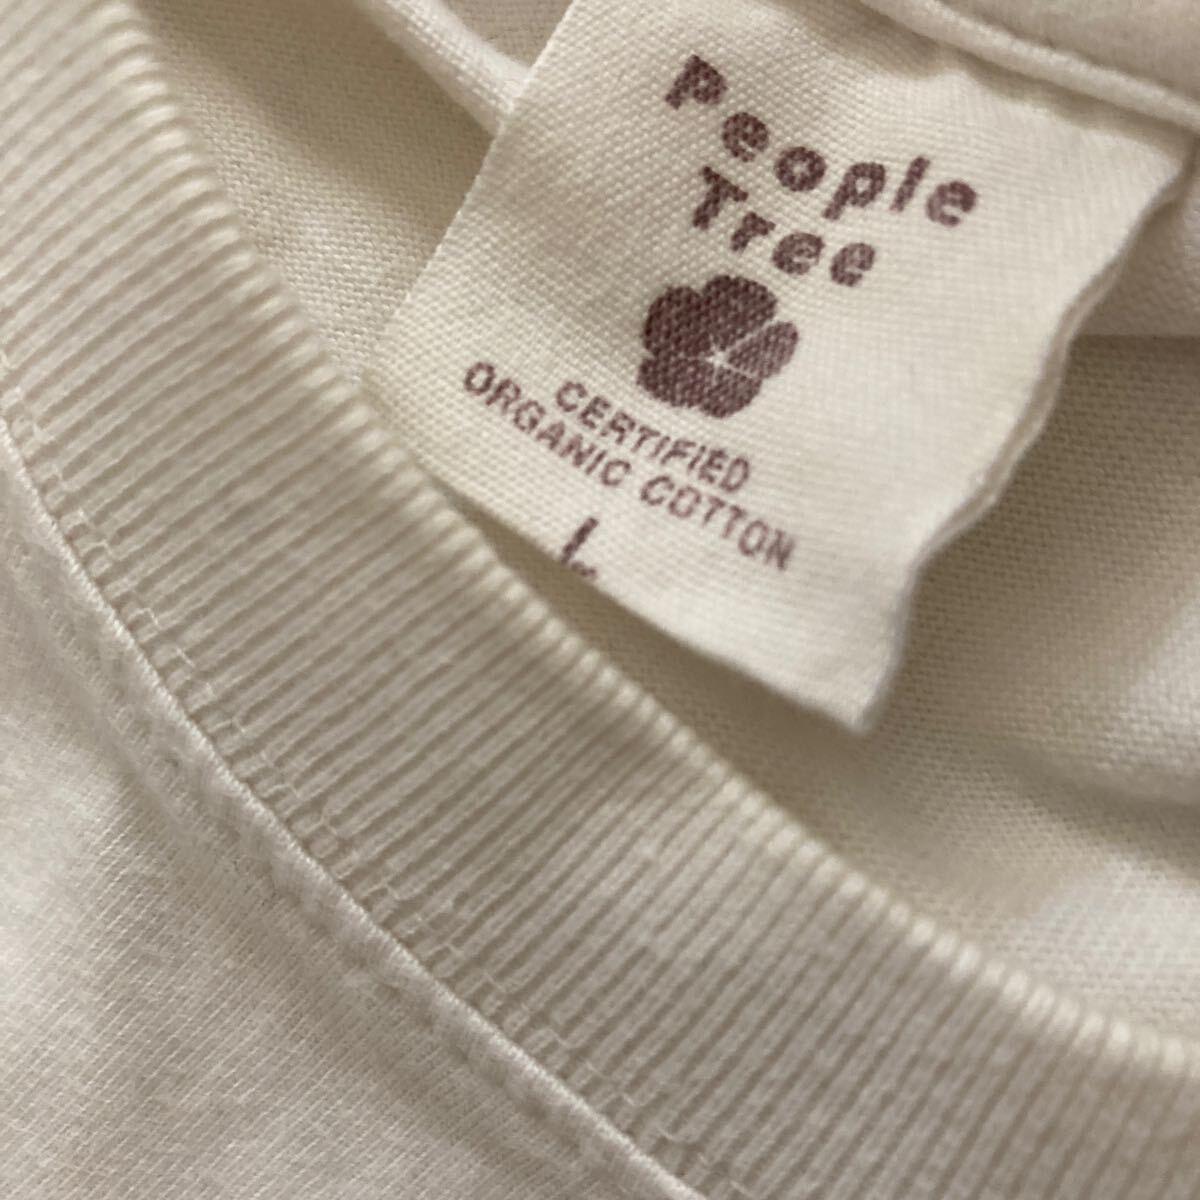 People
Tree
CERTIFIED
ORGANIC COTTON
L